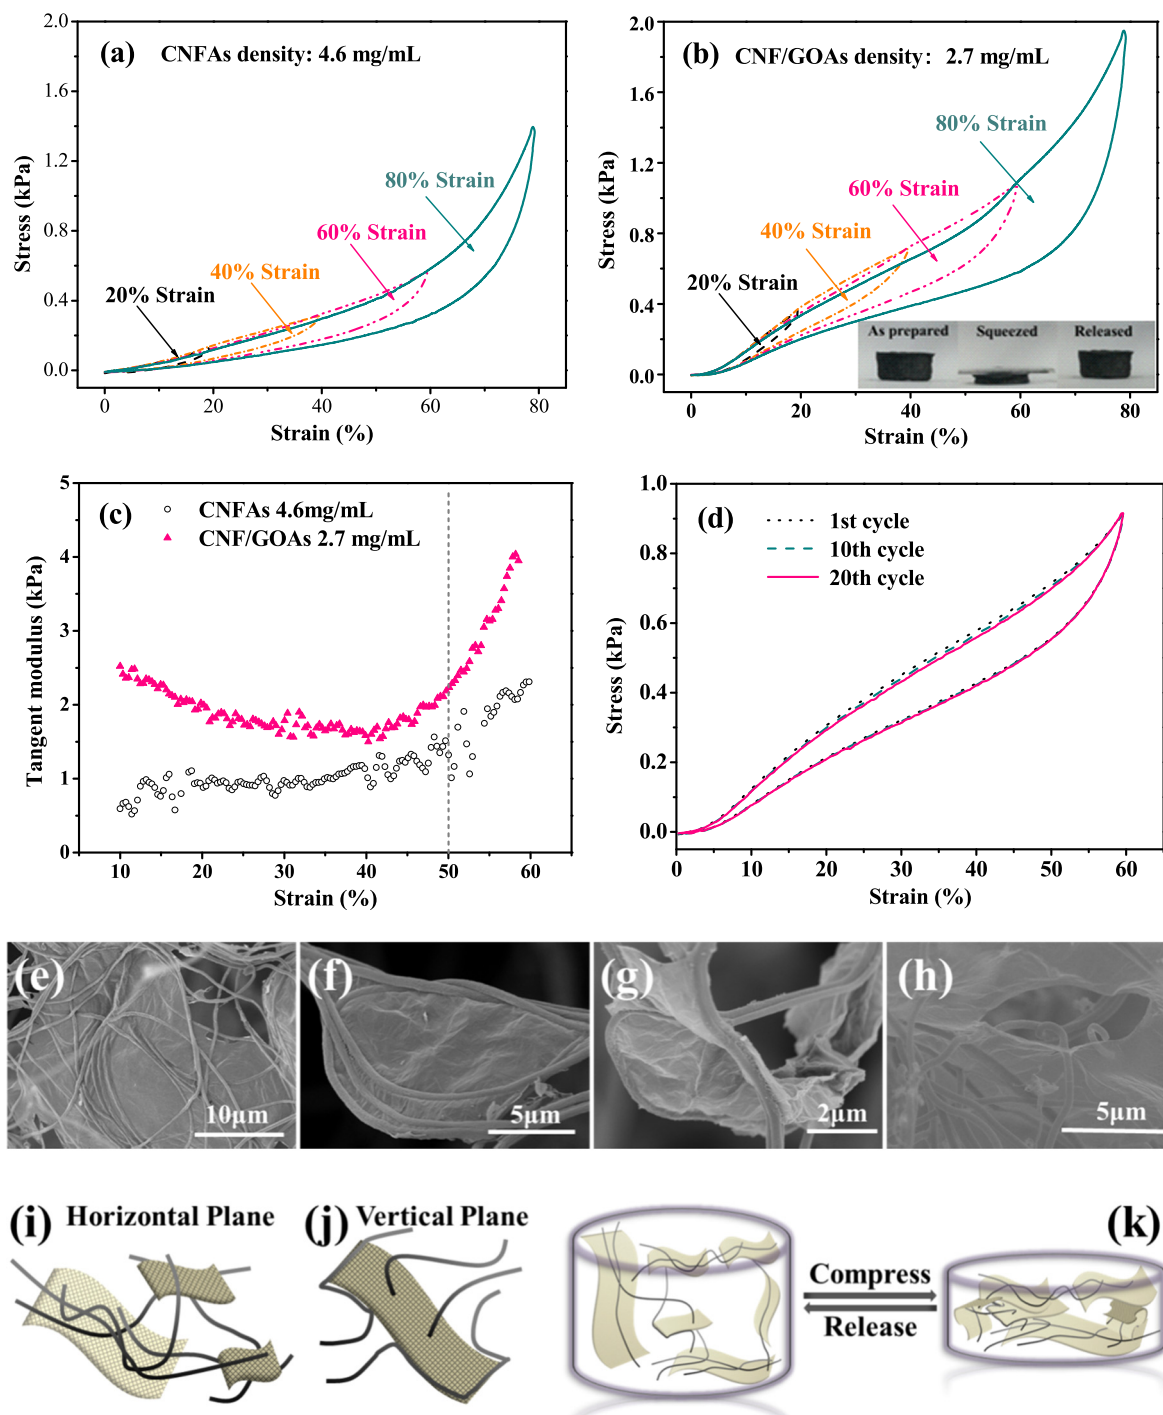 (a) CNFAs density: 4.6 mg/mL
2.0
1.6
1.2
0.8
0.4
0.0
Stress (kPa)
80% Strain
60% Strain
40% Strain
20% Strain
0 20 40 60 80
Strain (%)
(b) CNF/GOAs density: 2.7 mg/mL
2.0
1.6
1.2
0.8
0.4
0.0
Stress (kPa)
80% Strain
60% Strain
40% Strain
20% Strain
As prepared Squeezed Released
0 20 40 60 80
Strain (%)
(c)
CNFAs 4.6mg/mL
CNF/GOAs 2.7 mg/mL
5
4
3
2
1
0
Tangent modulus (kPa)
10 20 30 40 50 60
Strain (%)
(d)
1st cycle
10th cycle
20th cycle
1.0
0.8
0.6
0.4
0.2
0.0
Stress (kPa)
0 10 20 30 40 50 60
Strain (%)
(e)
10μm
(f)
5μm
(g)
2μm
(h)
5μm
(i) Horizontal Plane
(j) Vertical Plane
(k)
Compress
Release